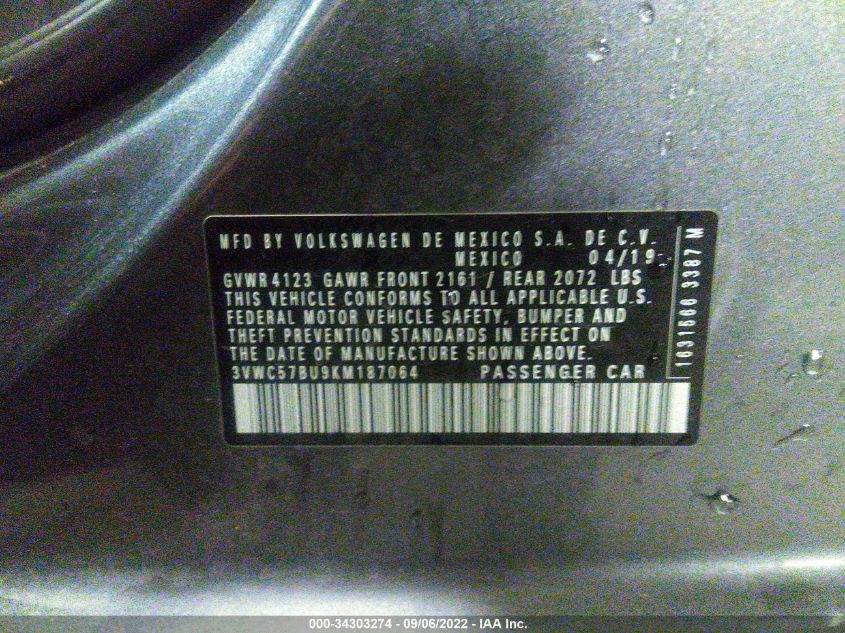 MFD BY VOLKSWAGEN DE MEXICO S.A. DE C.V.
MEXICO 04/19
GVWR 4123 GAWR FRONT 2161 / REAR 2072 LBS
THIS VEHICLE CONFORMS TO ALL APPLICABLE U.S.
FEDERAL MOTOR VEHICLE SAFETY, BUMPER AND
THEFT PREVENTION STANDARDS IN EFFECT ON
THE DATE OF MANUFACTURE SHOWN ABOVE.
3VWC57BU9KM187064 PASSENGER CAR
1631566 3387 M
000-34303274 - 09/06/2022 - IAA Inc.